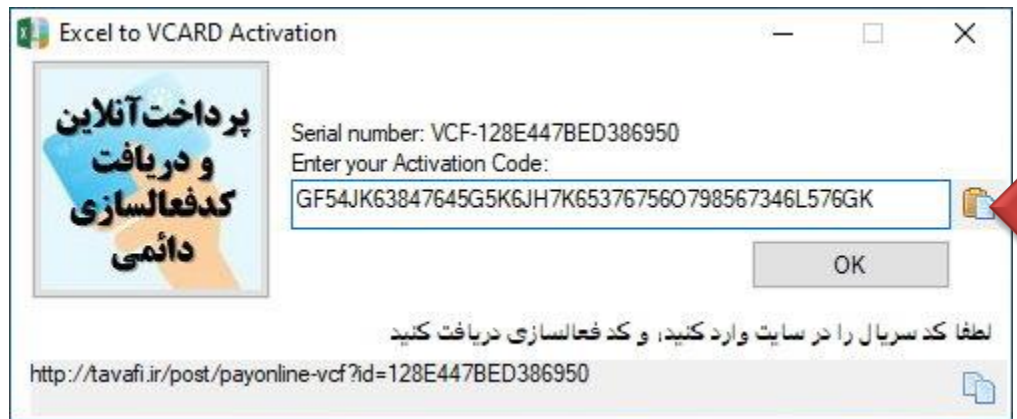 Excel to VCARD Activation
پرداخت آنلاین
و دریافت
کدفعالسازی
دائمی
Serial number: VCF-128E447BED386950
Enter your Activation Code:
GF54JK63847645G5K6JH7K65376756O798567346L576GK
OK
لطفا کد سریال را در سایت وارد کنید، و کد فعالسازی دریافت کنید
http://tavafi.ir/post/payonline-vcf?id=128E447BED386950